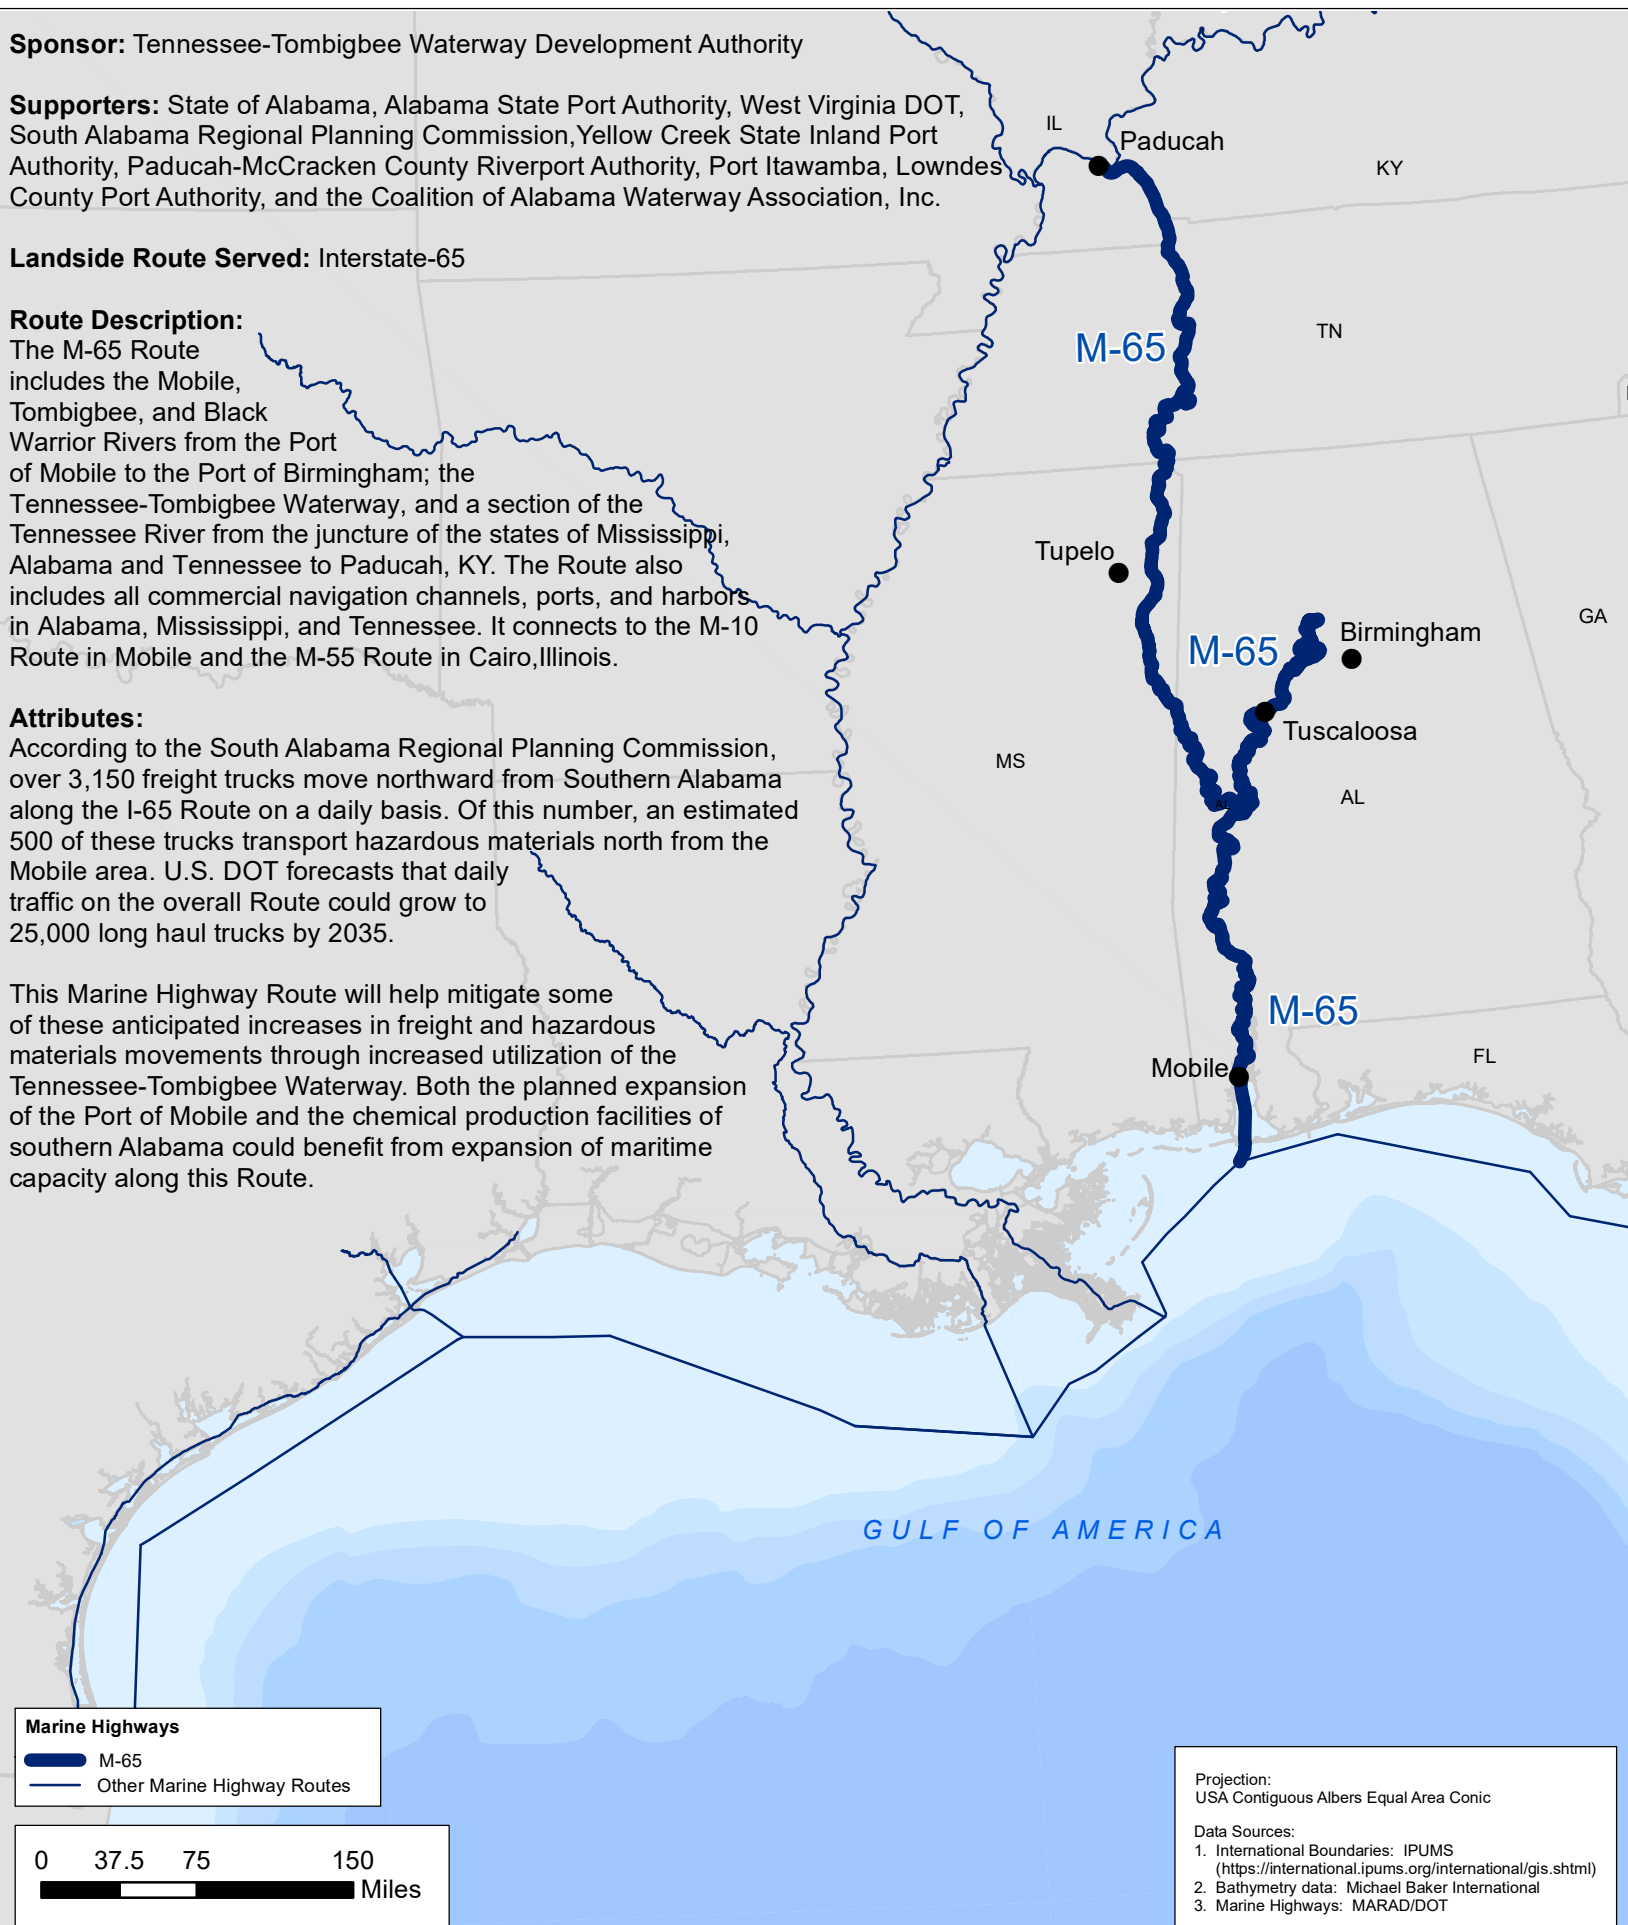 Sponsor: Tennessee-Tombigbee Waterway Development Authority
Supporters: State of Alabama, Alabama State Port Authority, West Virginia DOT,
South Alabama Regional Planning Commission,Yellow Creek State Inland Port
Authority, Paducah-McCracken County Riverport Authority, Port Itawamba, Lowndes
County Port Authority, and the Coalition of Alabama Waterway Association, Inc.
Landside Route Served: Interstate-65
Route Description:
The M-65 Route
includes the Mobile,
Tombigbee, and Black
Warrior Rivers from the Port
of Mobile to the Port of Birmingham; the
Tennessee-Tombigbee Waterway, and a section of the
Tennessee River from the juncture of the states of Mississippi,
Alabama and Tennessee to Paducah, KY. The Route also
includes all commercial navigation channels, ports, and harbors
in Alabama, Mississippi, and Tennessee. It connects to the M-10
Route in Mobile and the M-55 Route in Cairo,Illinois.
Attributes:
According to the South Alabama Regional Planning Commission,
over 3,150 freight trucks move northward from Southern Alabama
along the I-65 Route on a daily basis. Of this number, an estimated
500 of these trucks transport hazardous materials north from the
Mobile area. U.S. DOT forecasts that daily
traffic on the overall Route could grow to
25,000 long haul trucks by 2035.
This Marine Highway Route will help mitigate some
of these anticipated increases in freight and hazardous
materials movements through increased utilization of the
Tennessee-Tombigbee Waterway. Both the planned expansion
of the Port of Mobile and the chemical production facilities of
southern Alabama could benefit from expansion of maritime
capacity along this Route.
IL
Paducah
KY
TN
M-65
Tupelo
GA
Birmingham
M-65
Tuscaloosa
MS
AL
AL
M-65
FL
Mobile
GULF OF AMERICA
Marine Highways
M-65
Other Marine Highway Routes
0 37.5 75 150
Miles
Projection:
USA Contiguous Albers Equal Area Conic
Data Sources:
1. International Boundaries: IPUMS
(https://international.ipums.org/international/gis.shtml)
2. Bathymetry data: Michael Baker International
3. Marine Highways: MARAD/DOT